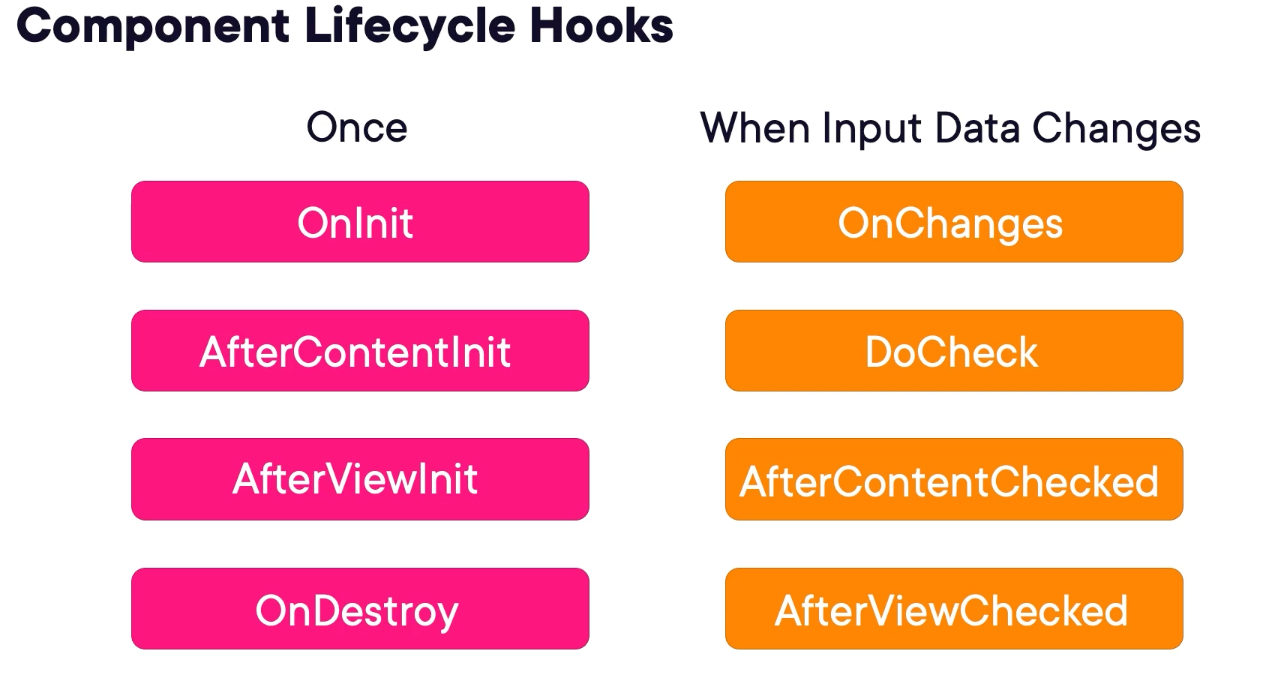 Component Lifecycle Hooks
Once
When Input Data Changes
OnInit
OnChanges
AfterContentInit
DoCheck
AfterViewInit
AfterContentChecked
OnDestroy
AfterViewChecked